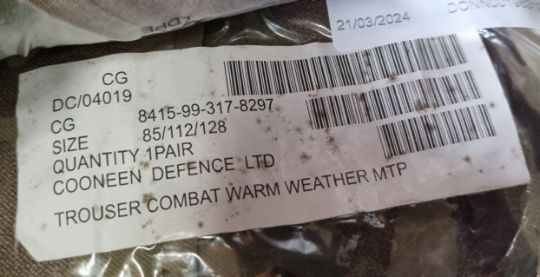 21/03/2024
CG
DC/04019
CG 8415-99-317-8297
SIZE 85/112/128
QUANTITY 1PAIR
COONEEN DEFENCE LTD
TROUSER COMBAT WARM WEATHER MTP